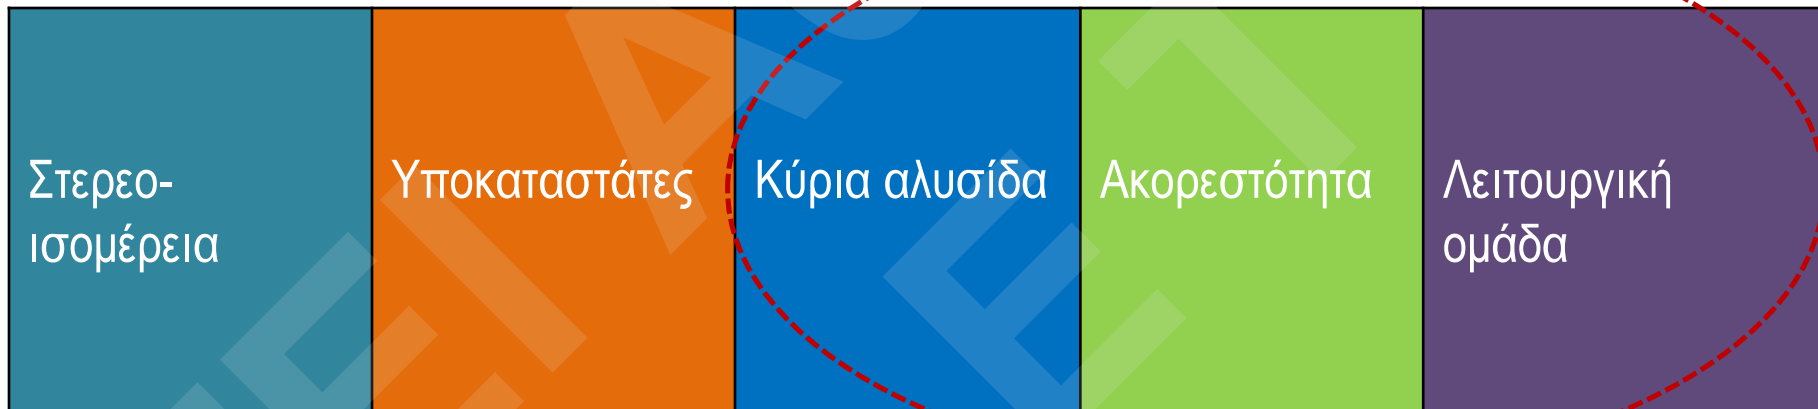 Στερεο-
ισομέρεια
Υποκαταστάτες
Κύρια αλυσίδα
Ακορεστότητα
Λειτουργική
ομάδα